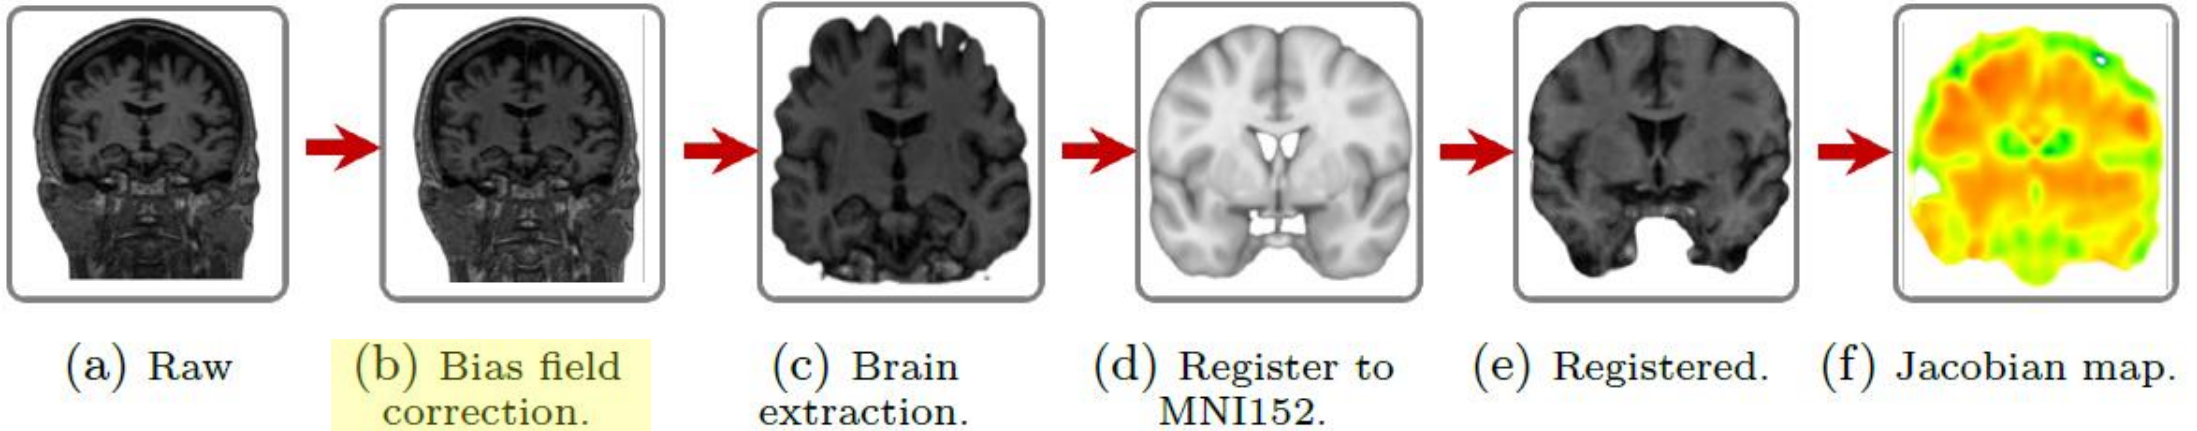 (a) Raw
(b) Bias field
correction.
(c) Brain
extraction.
(d) Register to
MNI152.
(e) Registered.
(f) Jacobian map.